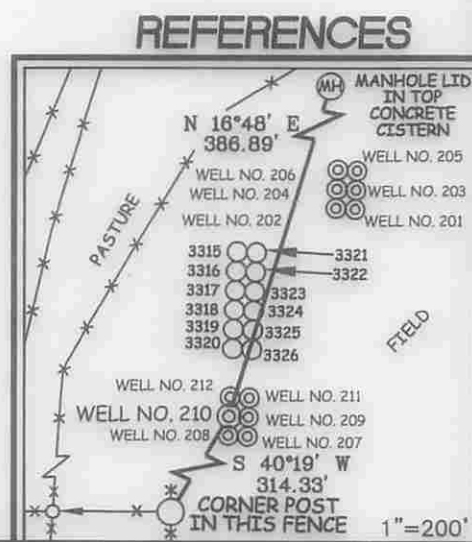 REFERENCES
MH
MANHOLE LID
IN TOP
CONCRETE
CISTERN
N 16°48' E
386.89'
WELL NO. 206
WELL NO. 204
WELL NO. 202
WELL NO. 205
WELL NO. 203
WELL NO. 201
PASTURE
3315
3316
3317
3318
3319
3320
3321
3322
3323
3324
3325
3326
FIELD
WELL NO. 212
WELL NO. 210
WELL NO. 208
WELL NO. 211
WELL NO. 209
WELL NO. 207
S 40°19' W
314.33'
CORNER POST
IN THIS FENCE
1"=200'